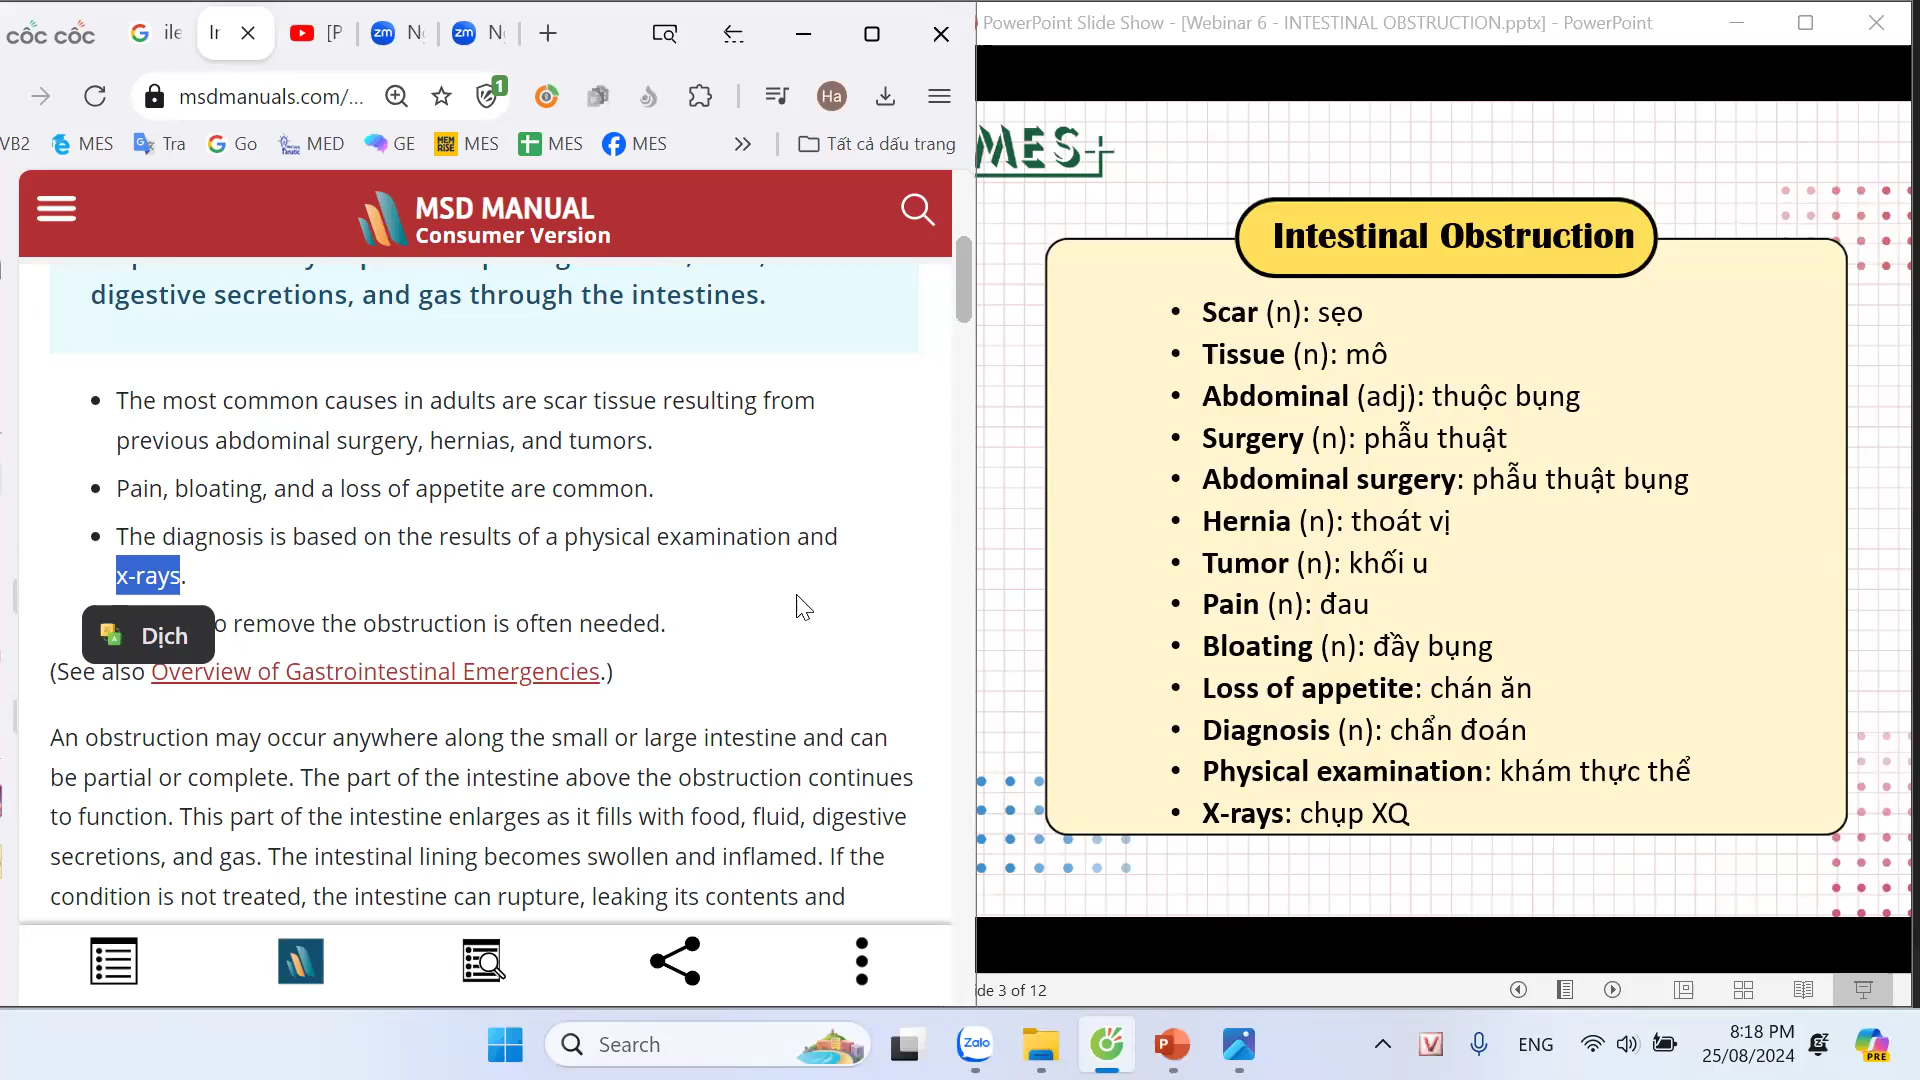 cốc cốc
ile
Ir
[P
zm
N
zm
N
msdmanuals.com/...
1
Ha
VB2
MES
Tra
Go
MED
GE
MES
MES
MES
Tất cả dấu trang
MSD MANUAL
Consumer Version
digestive secretions, and gas through the intestines.
The most common causes in adults are scar tissue resulting from
previous abdominal surgery, hernias, and tumors.
Pain, bloating, and a loss of appetite are common.
The diagnosis is based on the results of a physical examination and
x-rays.
o remove the obstruction is often needed.
Dịch
(See also Overview of Gastrointestinal Emergencies.)
An obstruction may occur anywhere along the small or large intestine and can
be partial or complete. The part of the intestine above the obstruction continues
to function. This part of the intestine enlarges as it fills with food, fluid, digestive
secretions, and gas. The intestinal lining becomes swollen and inflamed. If the
condition is not treated, the intestine can rupture, leaking its contents and
PowerPoint Slide Show - [Webinar 6 - INTESTINAL OBSTRUCTION.pptx] - PowerPoint
MES+
Intestinal Obstruction
• Scar (n): sẹo
• Tissue (n): mô
• Abdominal (adj): thuộc bụng
• Surgery (n): phẫu thuật
• Abdominal surgery: phẫu thuật bụng
• Hernia (n): thoát vị
• Tumor (n): khối u
• Pain (n): đau
• Bloating (n): đầy bụng
• Loss of appetite: chán ăn
• Diagnosis (n): chẩn đoán
• Physical examination: khám thực thể
• X-rays: chụp XQ
de 3 of 12
Search
Zalo
P
V
ENG
8:18 PM
25/08/2024
PRE